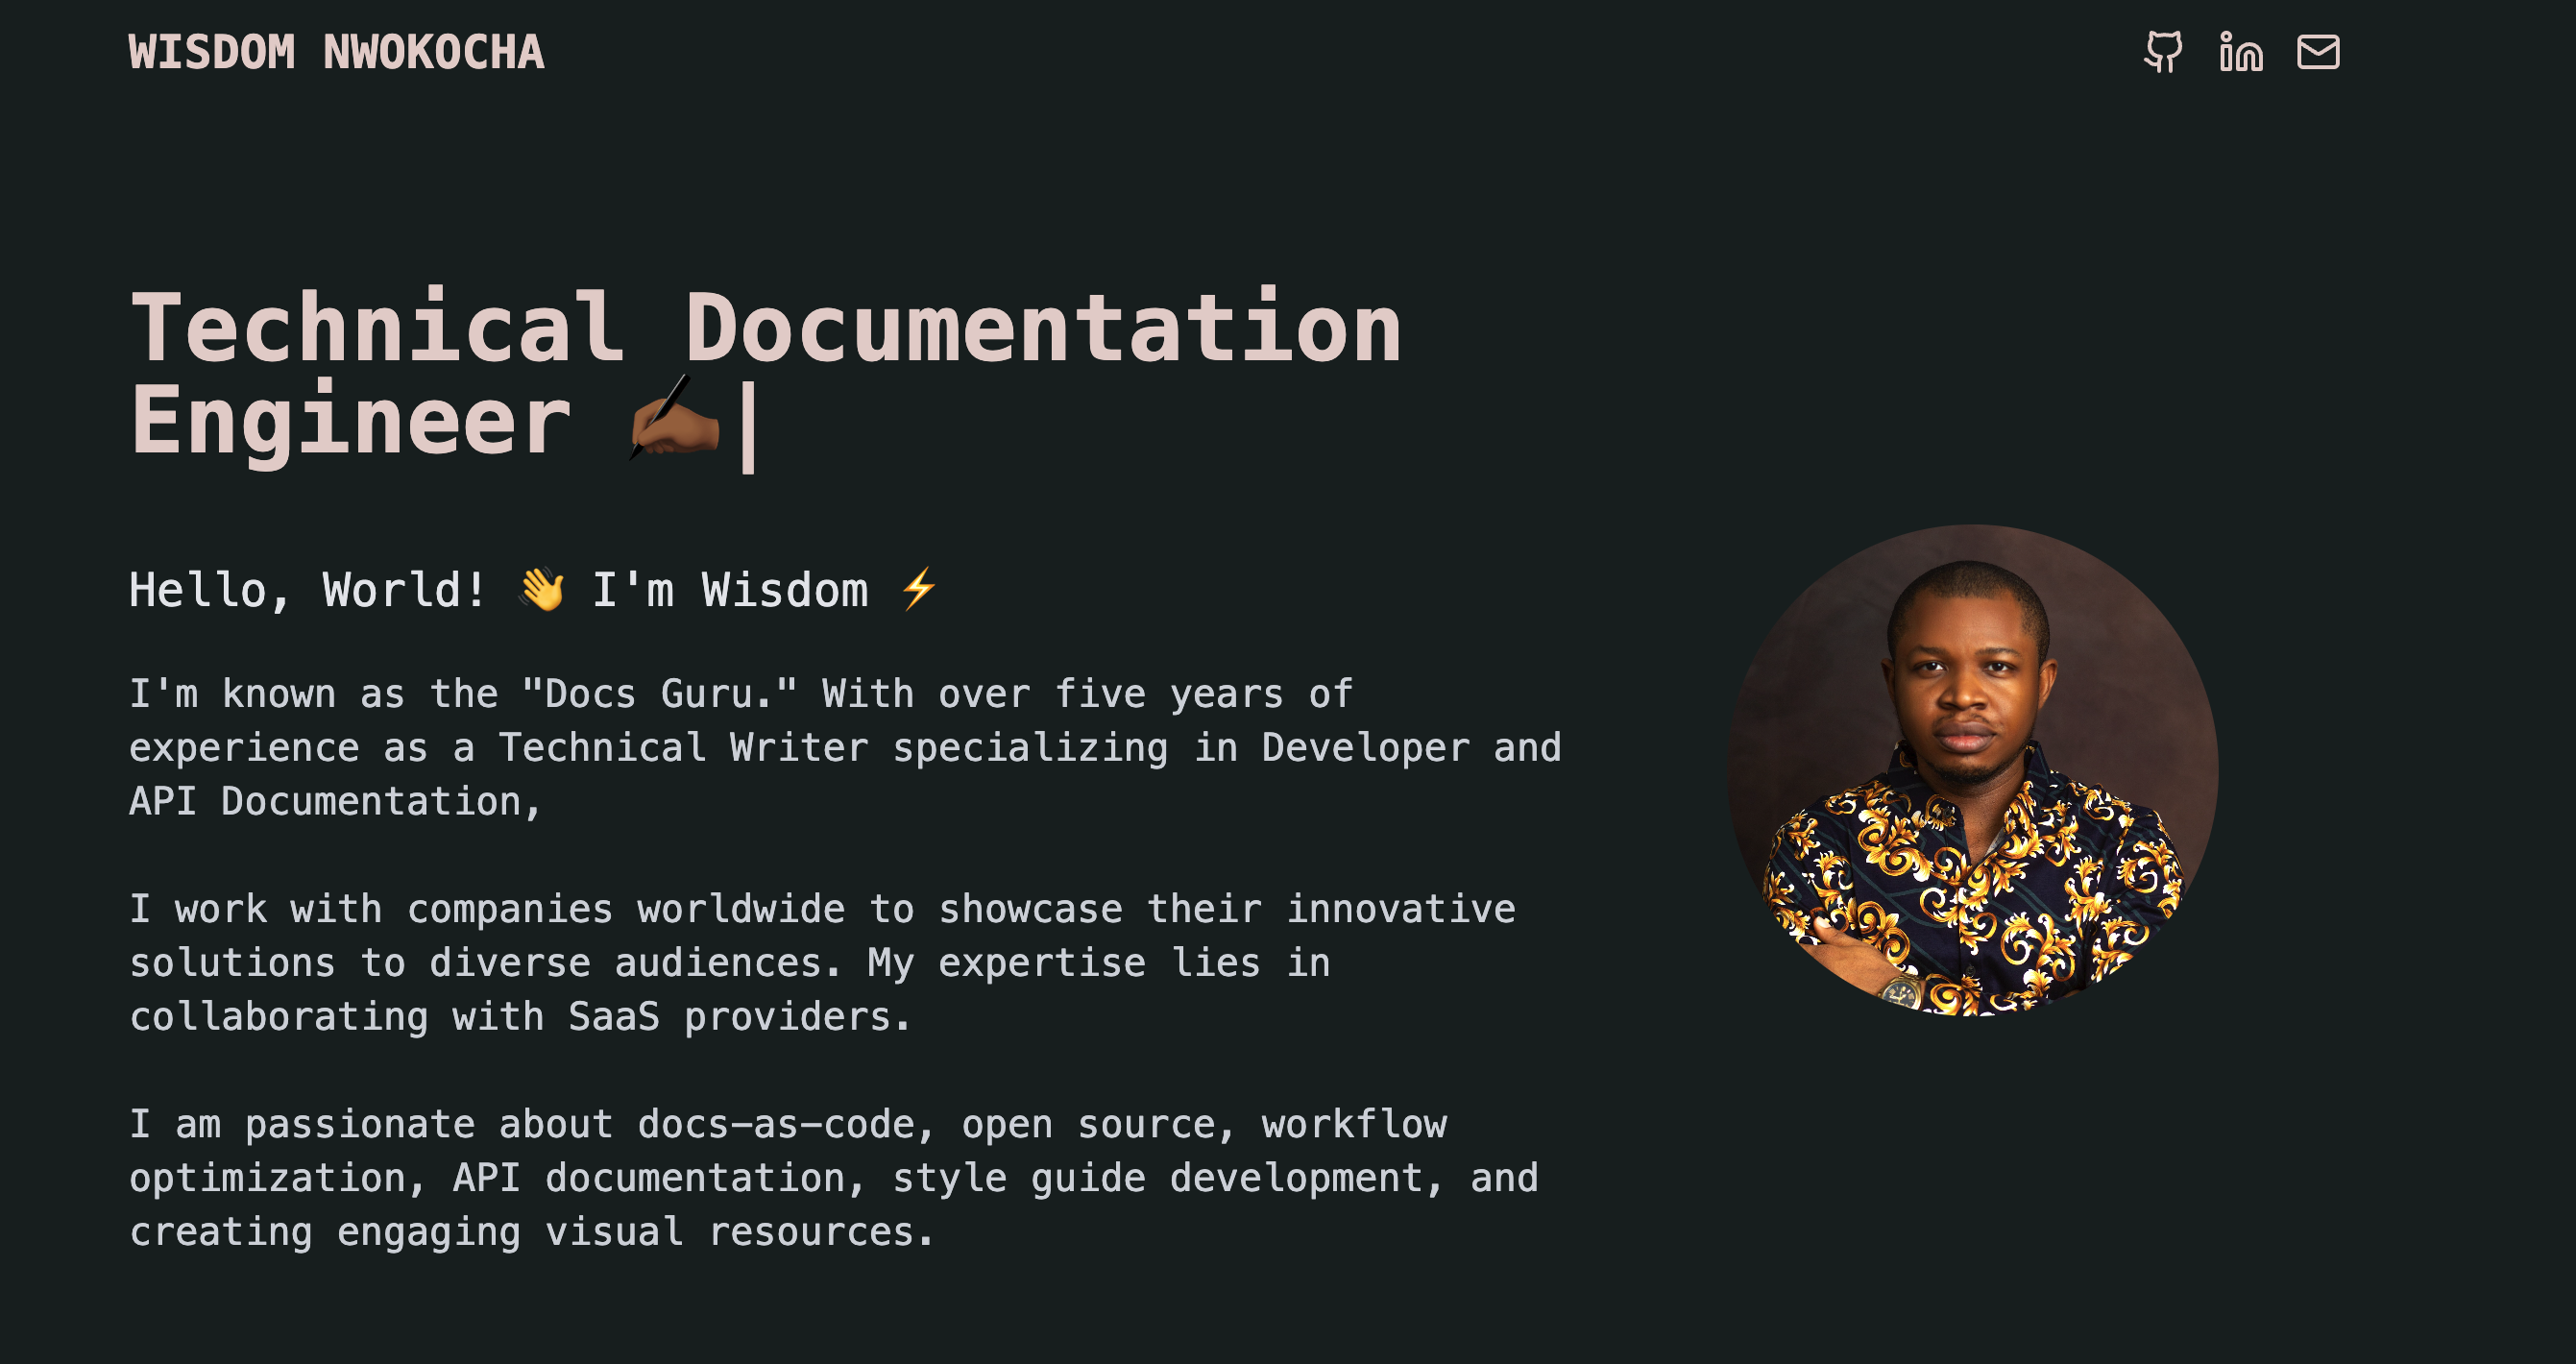 WISDOM NWOKOCHA
Technical Documentation
Engineer ✍🏾|
Hello, World! 👋 I'm Wisdom ⚡
I'm known as the "Docs Guru." With over five years of
experience as a Technical Writer specializing in Developer and
API Documentation,
I work with companies worldwide to showcase their innovative
solutions to diverse audiences. My expertise lies in
collaborating with SaaS providers.
I am passionate about docs-as-code, open source, workflow
optimization, API documentation, style guide development, and
creating engaging visual resources.